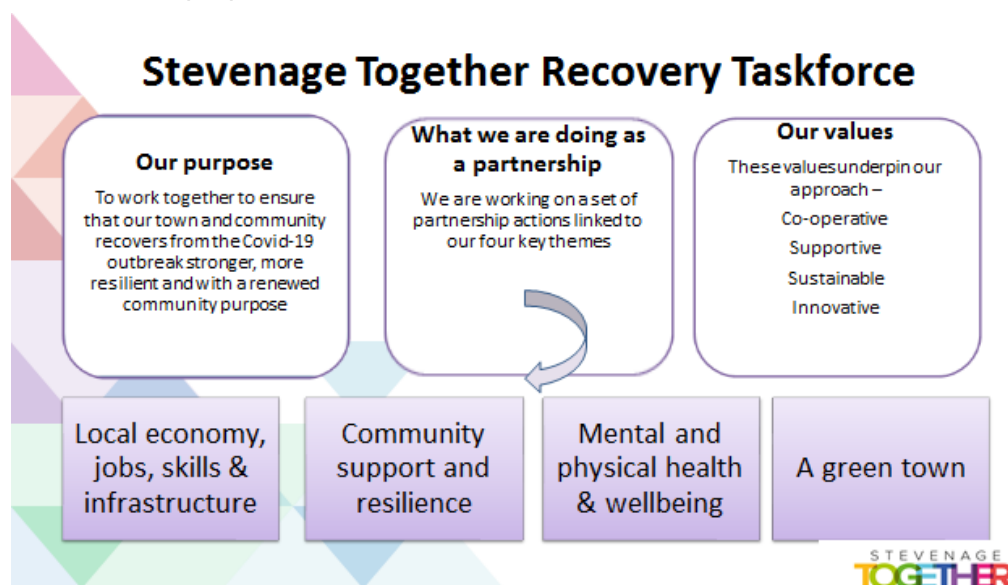 Stevenage Together Recovery Taskforce
Our purpose
To work together to ensure
that our town and community
recovers from the Covid-19
outbreak stronger, more
resilient and with a renewed
community purpose
What we are doing as
a partnership
We are working on a set of
partnership actions linked to
our four key themes
Our values
These values underpin our
approach –
Co-operative
Supportive
Sustainable
Innovative
Local economy,
jobs, skills &
infrastructure
Community
support and
resilience
Mental and
physical health
& wellbeing
A green town
STEVENAGE
TOGETHER